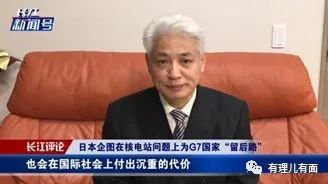 长江
新闻号
长江评论
日本企图在核电站问题上为G7国家“留后路”
也会在国际社会上付出沉重的代价
有理儿有面